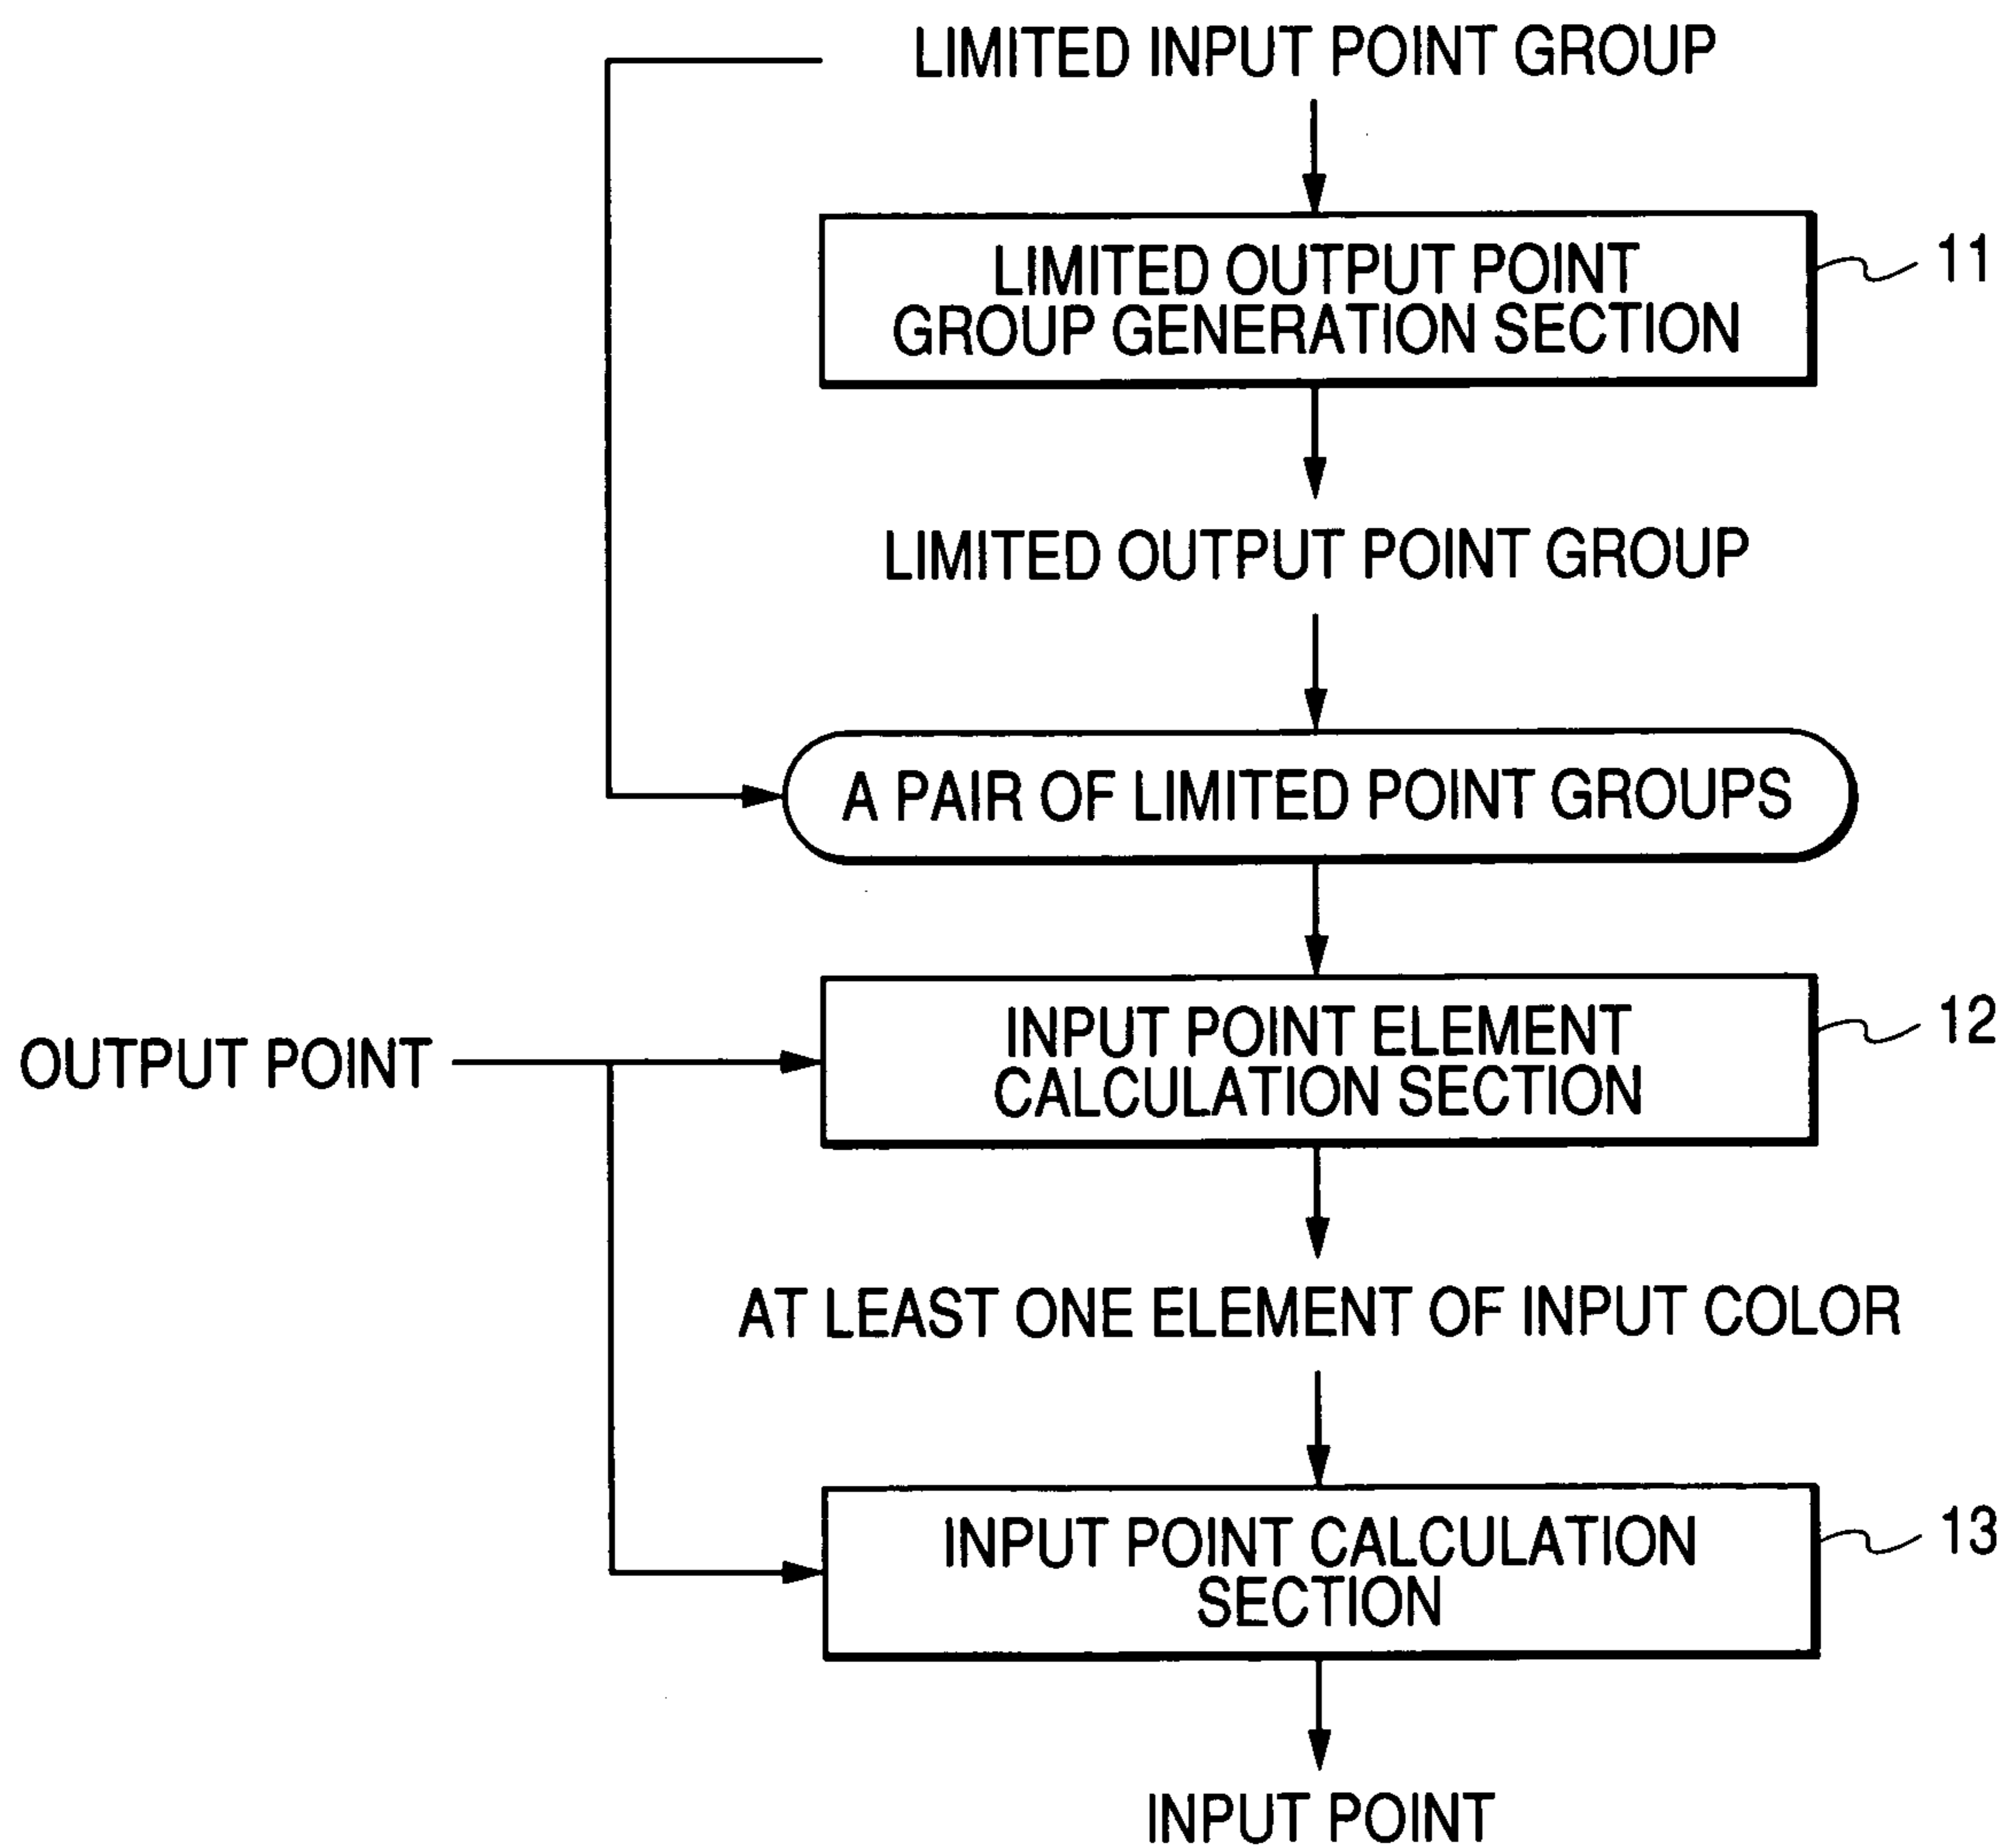 LIMITED INPUT POINT GROUP
LIMITED OUTPUT POINT
GROUP GENERATION SECTION
11
LIMITED OUTPUT POINT GROUP
A PAIR OF LIMITED POINT GROUPS
INPUT POINT ELEMENT
CALCULATION SECTION
12
OUTPUT POINT
AT LEAST ONE ELEMENT OF INPUT COLOR
INPUT POINT CALCULATION
SECTION
13
INPUT POINT